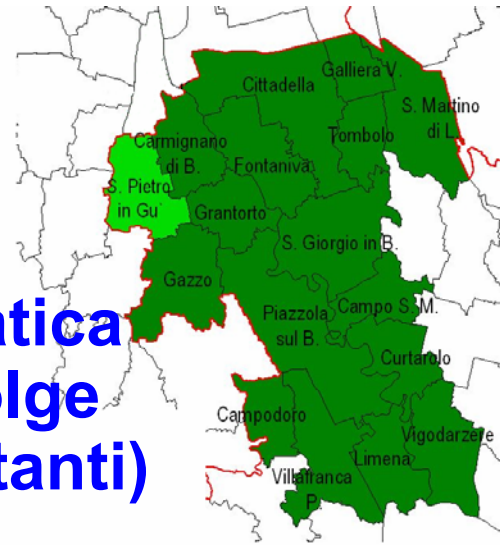 Galliera V.
Cittadella
S. Martino
di L.
Tombolo
Carmignano
di B.
Fontaniva
S. Pietro
in Gu'
Grantorto
S. Giorgio in B.
Gazzo
Piazzola
sul B.
Campo S. M.
Curtarolo
atica
olge
tanti)
Campodoro
Vigodarzere
Limena
Villafranca
P.